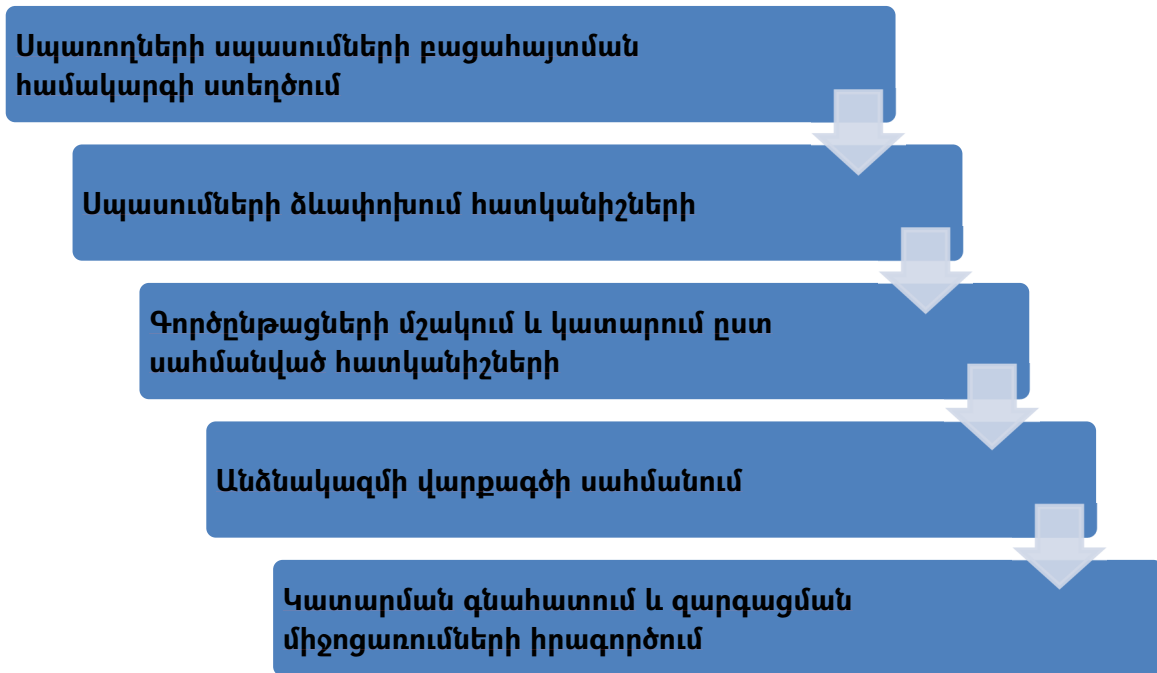 Սպառողների սպասումների բացահայտման
համակարգի ստեղծում
Սպասումների ձևափոխում հատկանիշների
Գործընթացների մշակում և կատարում ըստ
սահմանված հատկանիշների
Անձնակազմի վարքագծի սահմանում
Կատարման գնահատում և զարգացման
միջոցառումների իրագործում